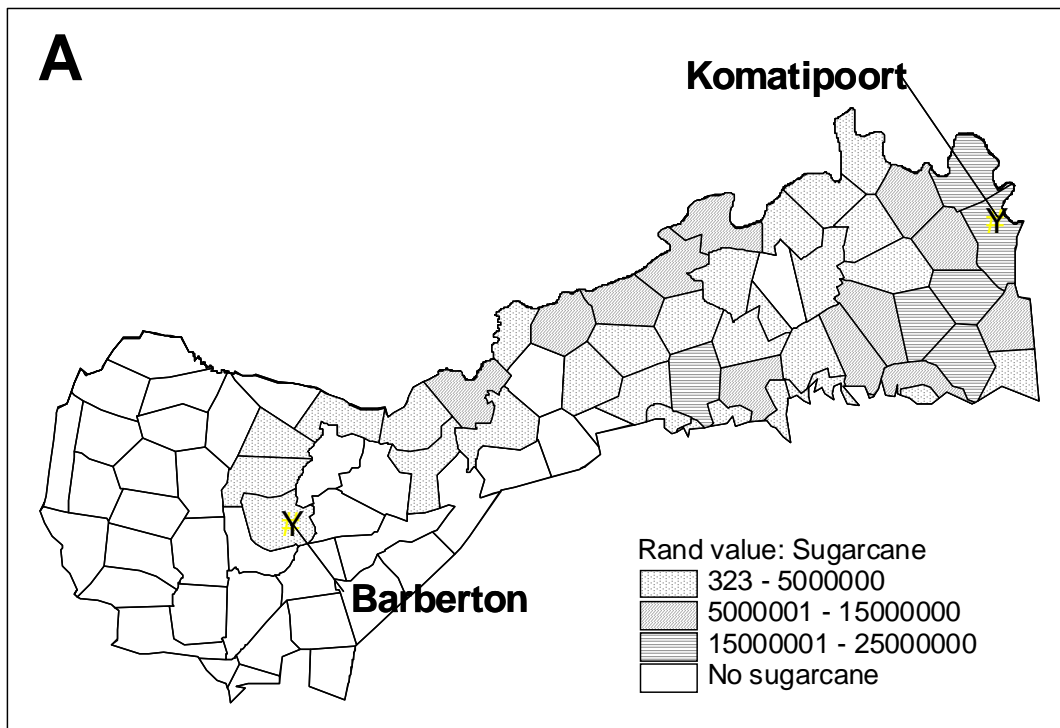 A
Komatipoort
Y
Y
Barberton
Rand value: Sugarcane
323 - 5000000
5000001 - 15000000
15000001 - 25000000
No sugarcane